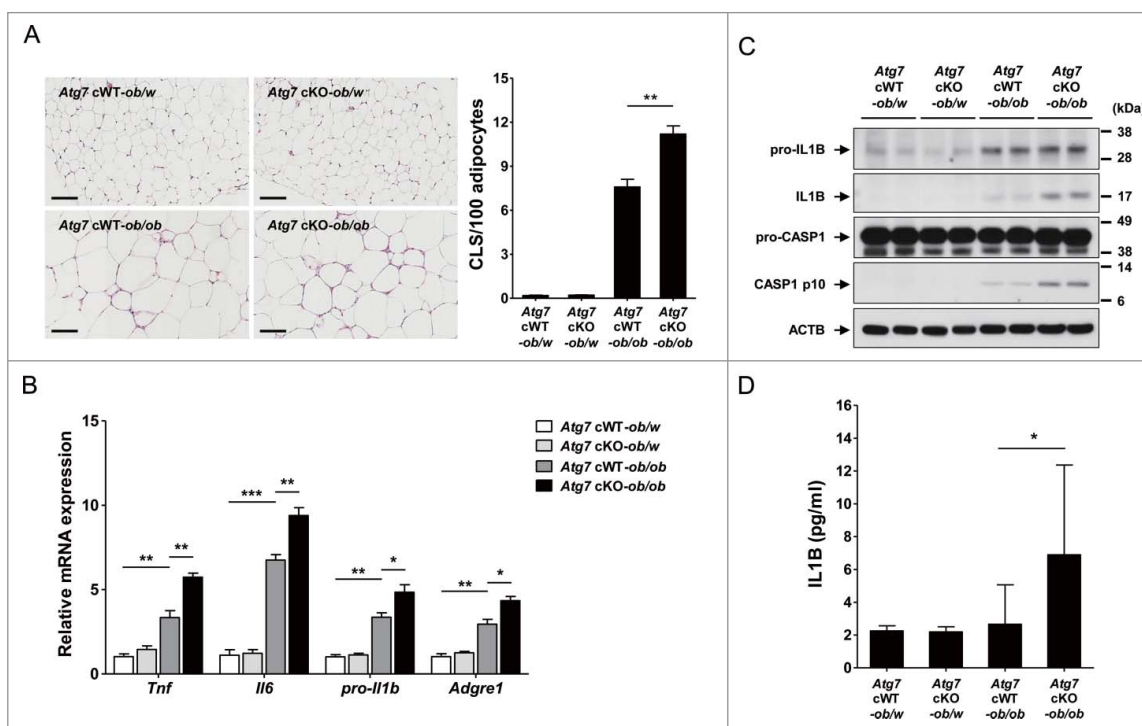 A
Atg7 cWT-ob/w
Atg7 cKO-ob/w
Atg7 cWT-ob/ob
Atg7 cKO-ob/ob
CLS/100 adipocytes
15
12
9
6
3
0
**
Atg7 Atg7 Atg7 Atg7
cWT cKO cWT cKO
-ob/w -ob/w -ob/ob -ob/ob
B
Relative mRNA expression
15
10
5
0
** **
*** **
** *
** *
Tnf Il6 pro-Il1b Adgre1
Atg7 cWT-ob/w
Atg7 cKO-ob/w
Atg7 cWT-ob/ob
Atg7 cKO-ob/ob
C
Atg7 Atg7 Atg7 Atg7
cWT cKO cWT cKO
-ob/w -ob/w -ob/ob -ob/ob
(kDa)
pro-IL1B
38
28
IL1B
17
pro-CASP1
38
CASP1 p10
14
6
ACTB
D
IL1B (pg/ml)
16
14
12
10
8
6
4
2
0
*
Atg7 Atg7 Atg7 Atg7
cWT cKO cWT cKO
-ob/w -ob/w -ob/ob -ob/ob